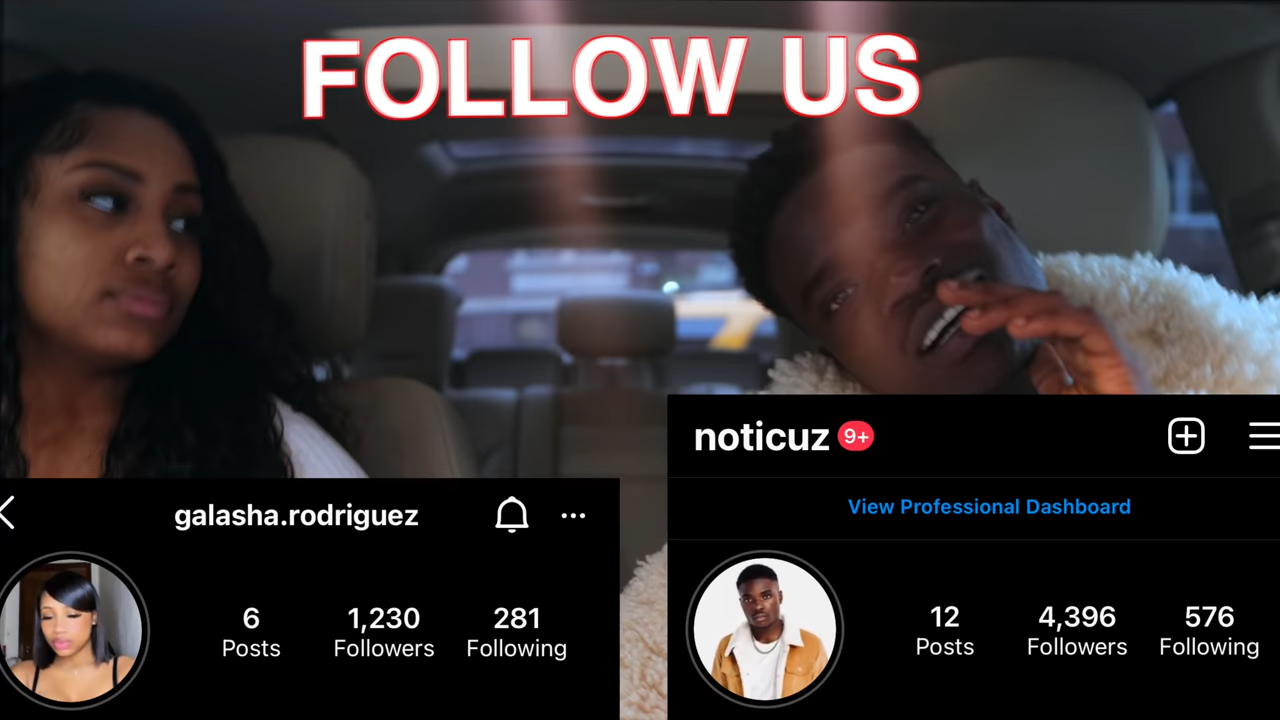 FOLLOW US
galasha.rodriguez
6
1,230
281
Posts
Followers
Following
noticuz 9+
View Professional Dashboard
12
4,396
576
Posts
Followers
Following